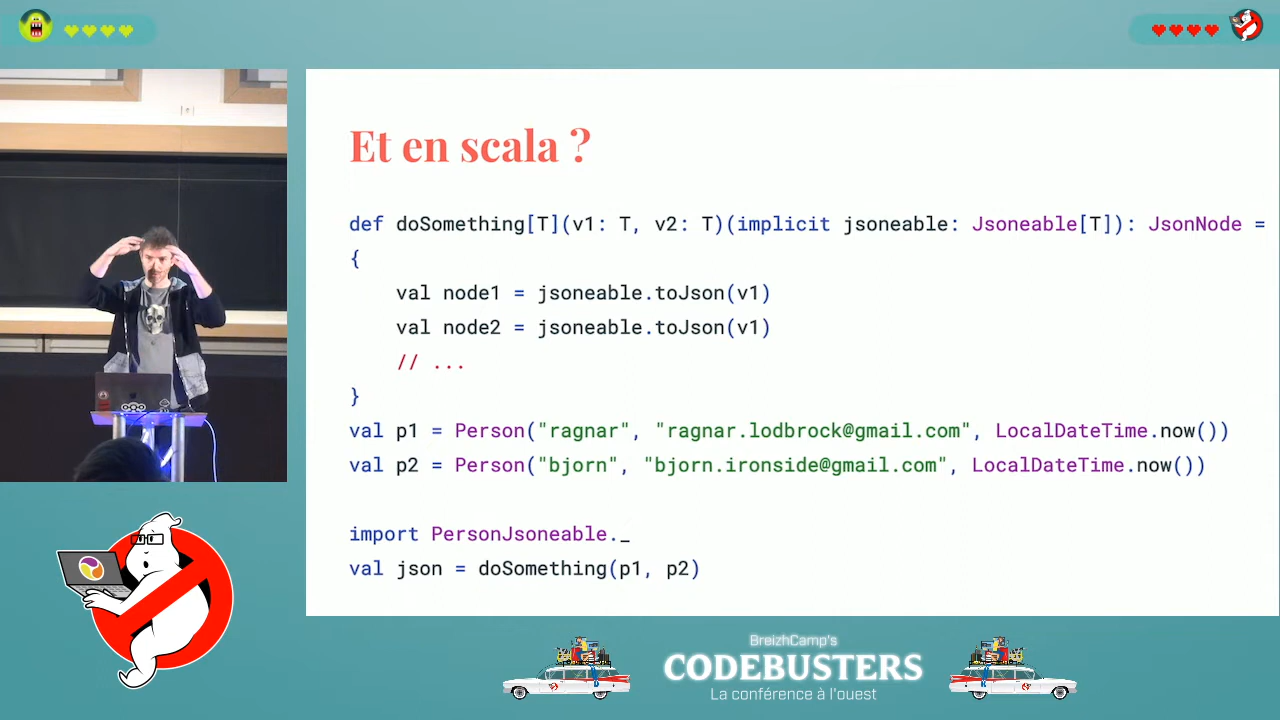 Et en scala ?
def doSomething[T](v1: T, v2: T)(implicit jsoneable: Jsoneable[T]): JsonNode =
{
val node1 = jsoneable.toJson(v1)
val node2 = jsoneable.toJson(v1)
// ...
}
val p1 = Person("ragnar", "ragnar.lodbrock@gmail.com", LocalDateTime.now())
val p2 = Person("bjorn", "bjorn.ironside@gmail.com", LocalDateTime.now())
import PersonJsoneable._
val json = doSomething(p1, p2)
BreizhCamp's
CODEBUSTERS
La conférence à l'ouest